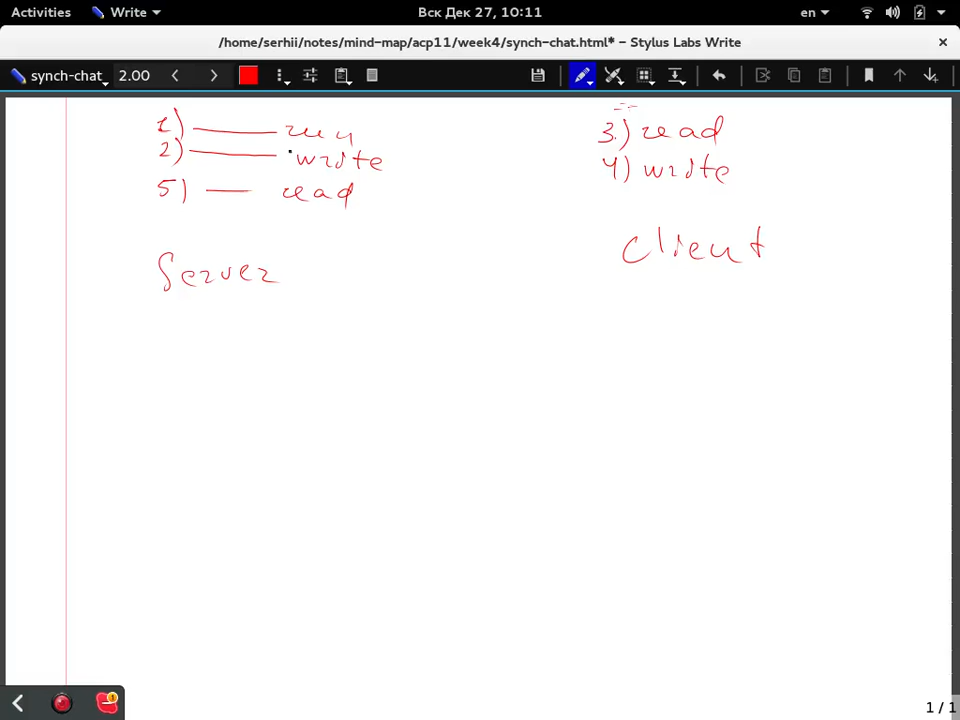 Activities Write Вск Дек 27, 10:11 en
/home/serhii/notes/mind-map/acp11/week4/synch-chat.html* – Stylus Labs Write
synch-chat 2.00
1) run
2) write
5) read
3) read
4) write
Server
Client
1
1 / 1